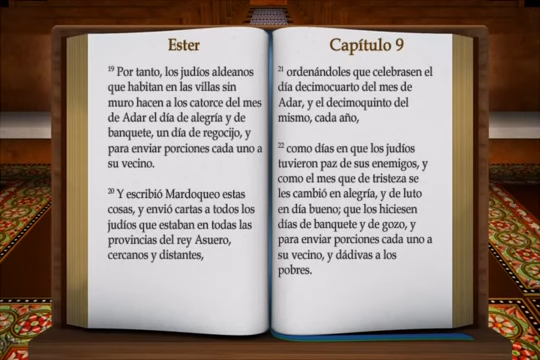 Ester
19 Por tanto, los judíos aldeanos
que habitan en las villas sin
muro hacen a los catorce del mes
de Adar el día de alegría y de
banquete, un día de regocijo, y
para enviar porciones cada uno a
su vecino.
20 Y escribió Mardoqueo estas
cosas, y envió cartas a todos los
judíos que estaban en todas las
provincias del rey Asuero,
cercanos y distantes,
Capítulo 9
21 ordenándoles que celebrasen el
día decimocuarto del mes de
Adar, y el decimoquinto del
mismo, cada año,
22 como días en que los judíos
tuvieron paz de sus enemigos, y
como el mes que de tristeza se
les cambió en alegría, y de luto
en día bueno; que los hiciesen
días de banquete y de gozo, y
para enviar porciones cada uno a
su vecino, y dádivas a los
pobres.